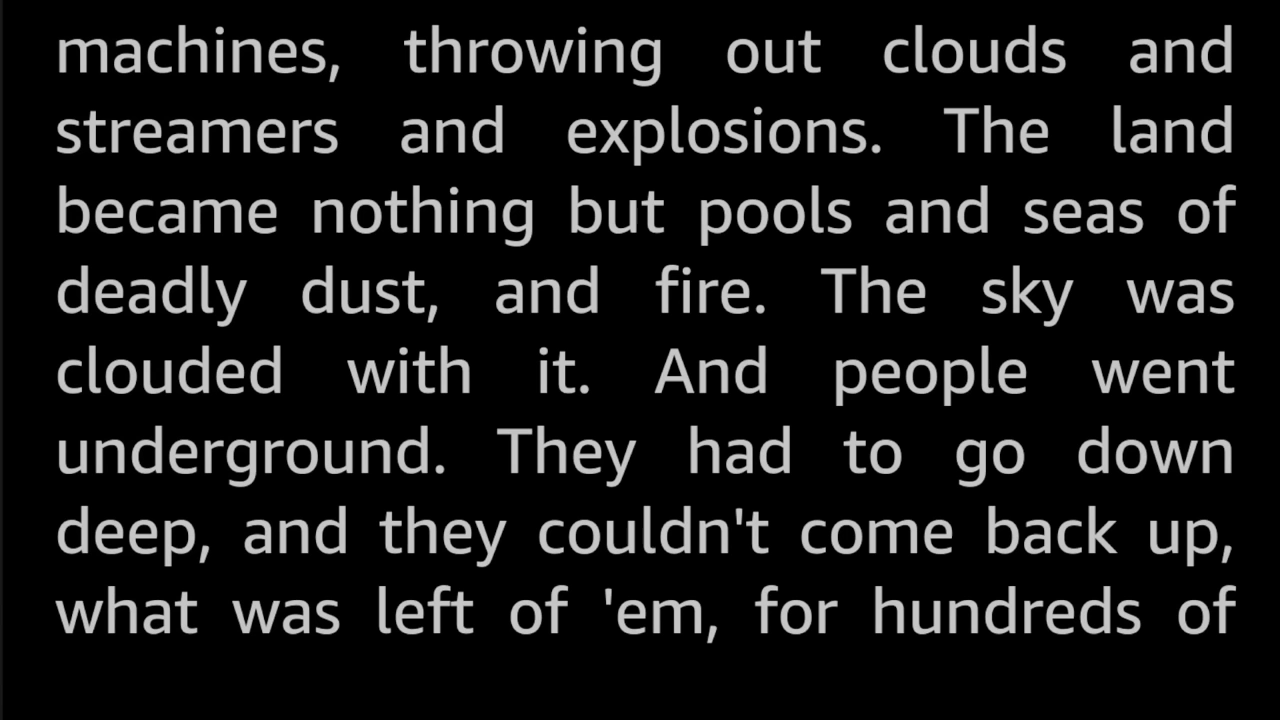 machines, throwing out clouds and
streamers and explosions. The land
became nothing but pools and seas of
deadly dust, and fire. The sky was
clouded with it. And people went
underground. They had to go down
deep, and they couldn't come back up,
what was left of 'em, for hundreds of